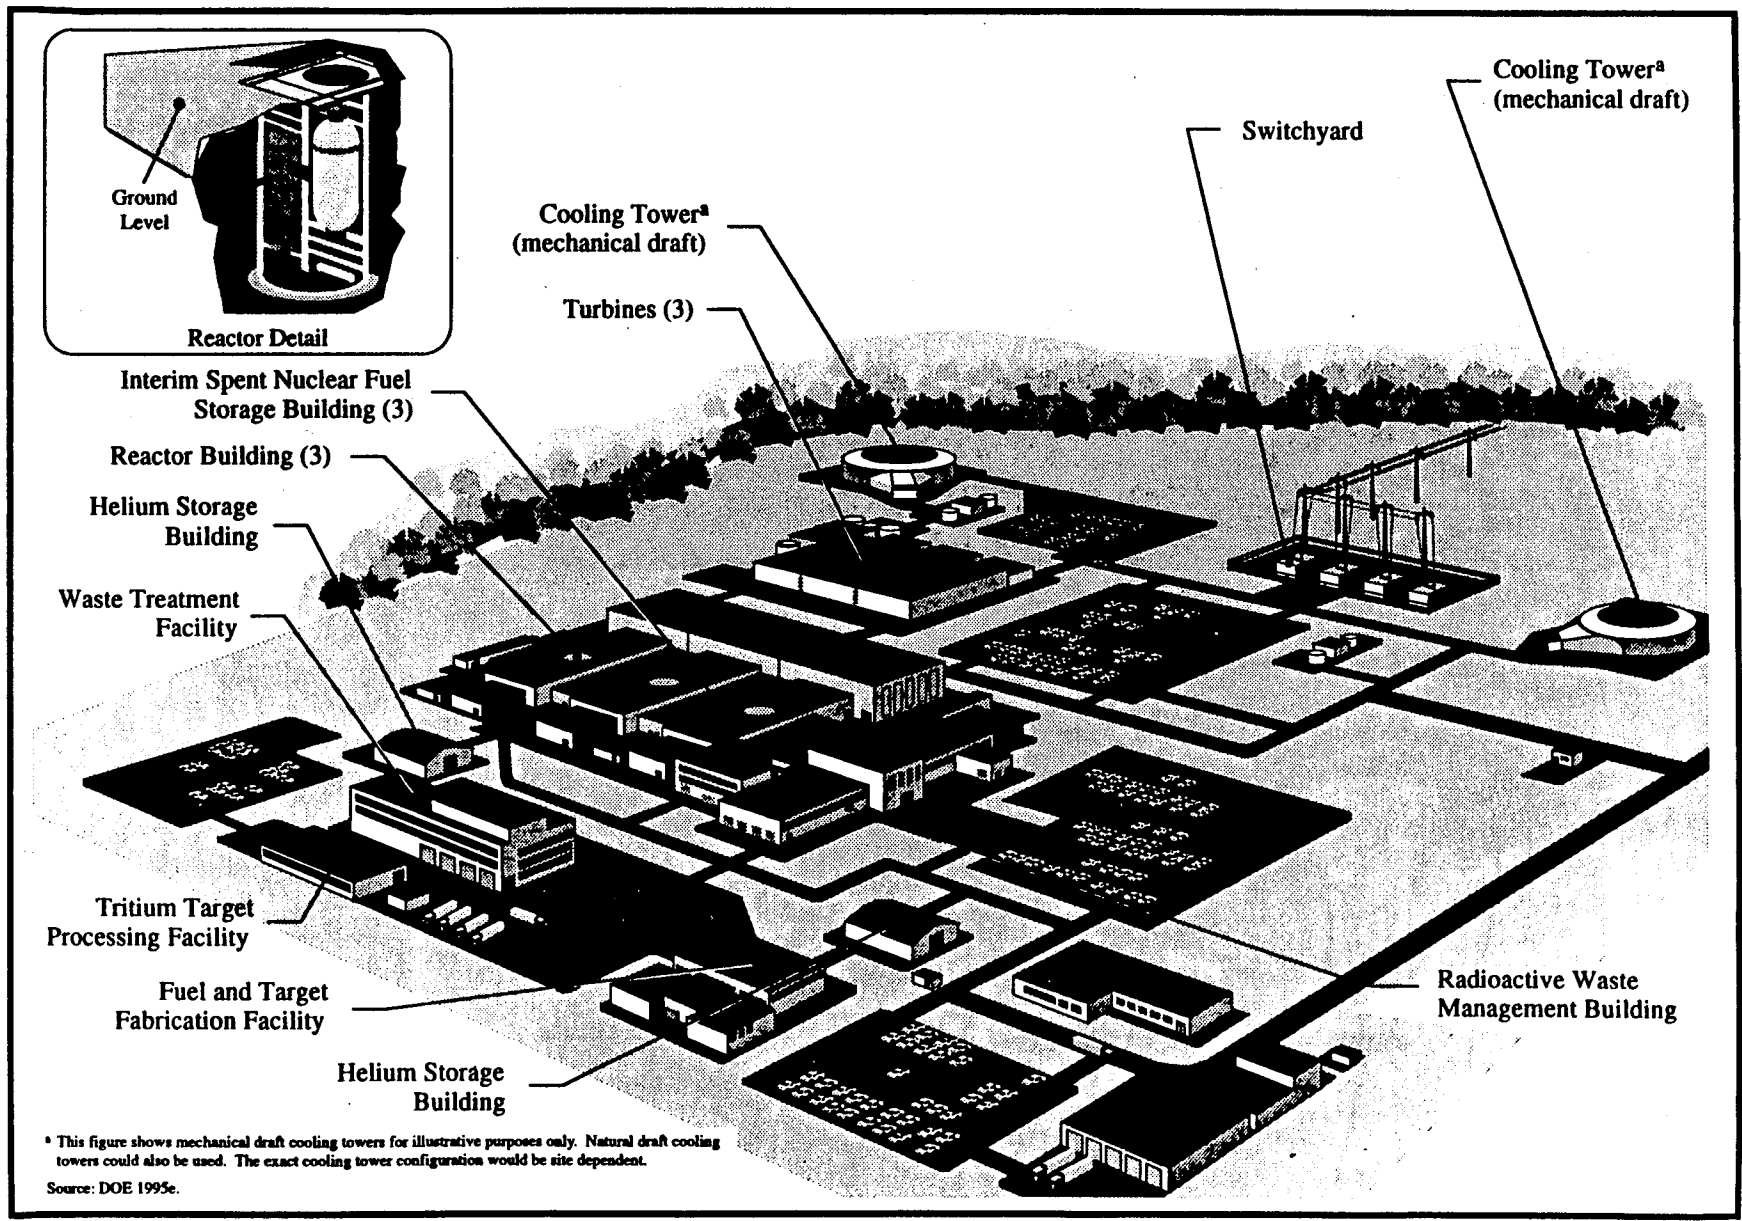 Ground
Level
Reactor Detail
Cooling Towerᵃ
(mechanical draft)
Switchyard
Cooling Towerᵃ
(mechanical draft)
Turbines (3)
Interim Spent Nuclear Fuel
Storage Building (3)
Reactor Building (3)
Helium Storage
Building
Waste Treatment
Facility
Tritium Target
Processing Facility
Fuel and Target
Fabrication Facility
Helium Storage
Building
Radioactive Waste
Management Building
ᵃ This figure shows mechanical draft cooling towers for illustrative purposes only. Natural draft cooling
towers could also be used. The exact cooling tower configuration would be site dependent.
Source: DOE 1995e.